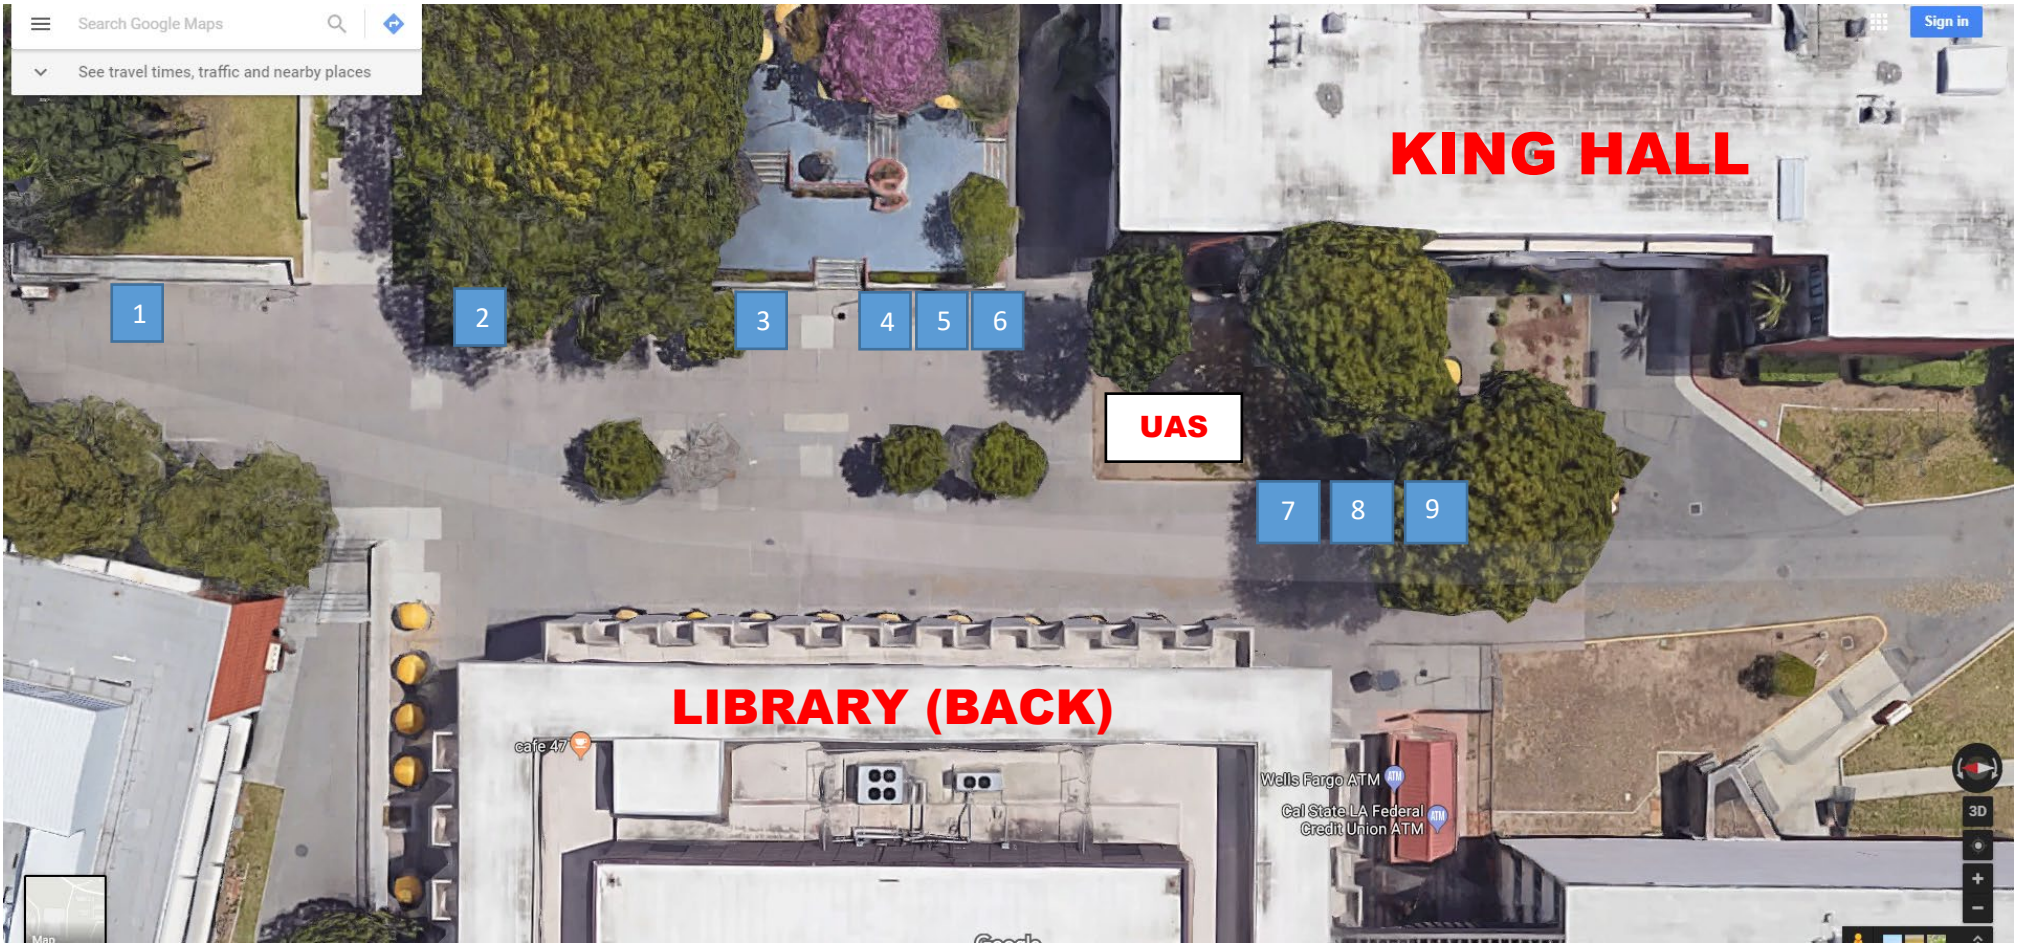 Search Google Maps
Sign in
See travel times, traffic and nearby places
KING HALL
1
2
3
4
5
6
UAS
7
8
9
LIBRARY (BACK)
cafe 47
Wells Fargo ATM
ATM
Cal State LA Federal
Credit Union ATM
ATM
3D
Map
Google